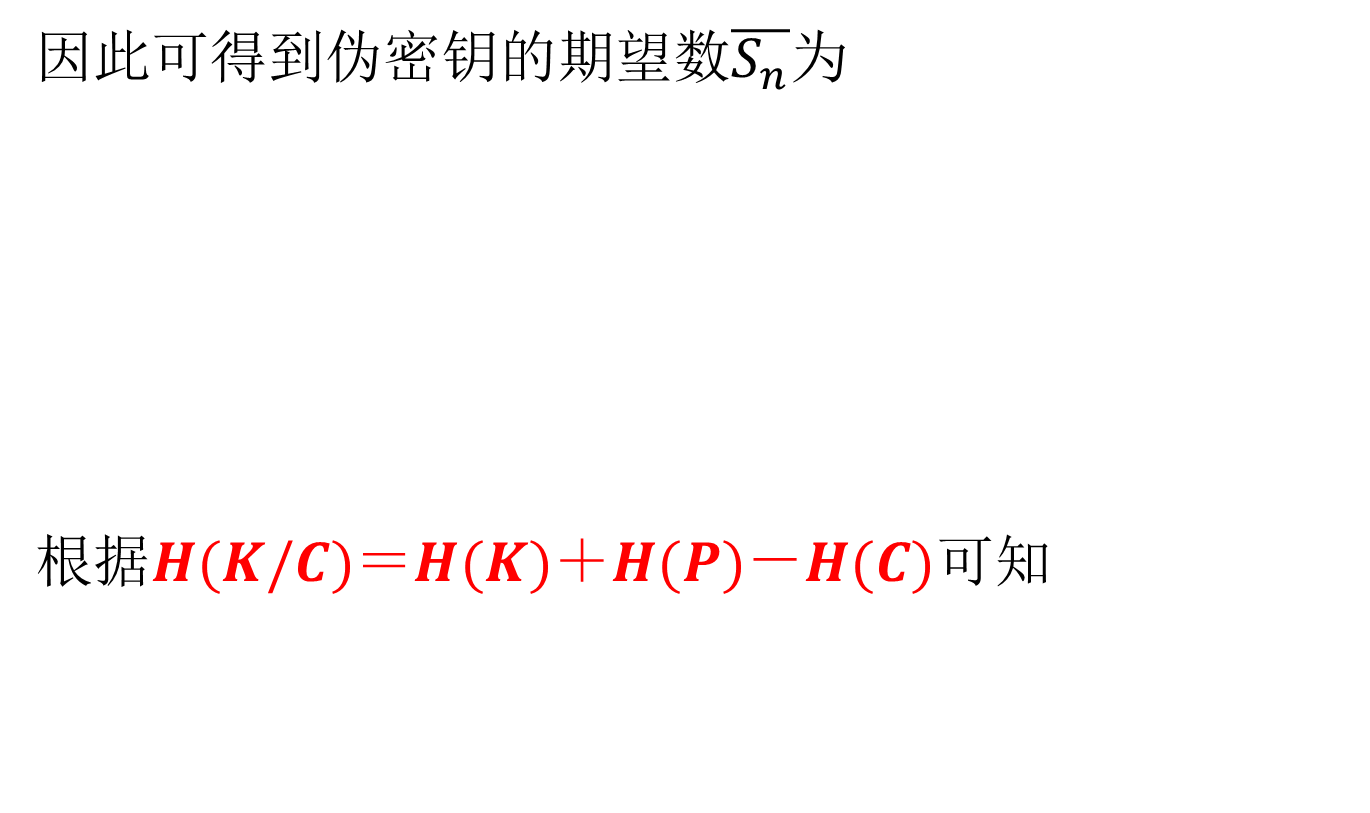 因此可得到伪密钥的期望数$\overline{S_n}$为
根据H(K/C)＝H(K)＋H(P)－H(C)可知